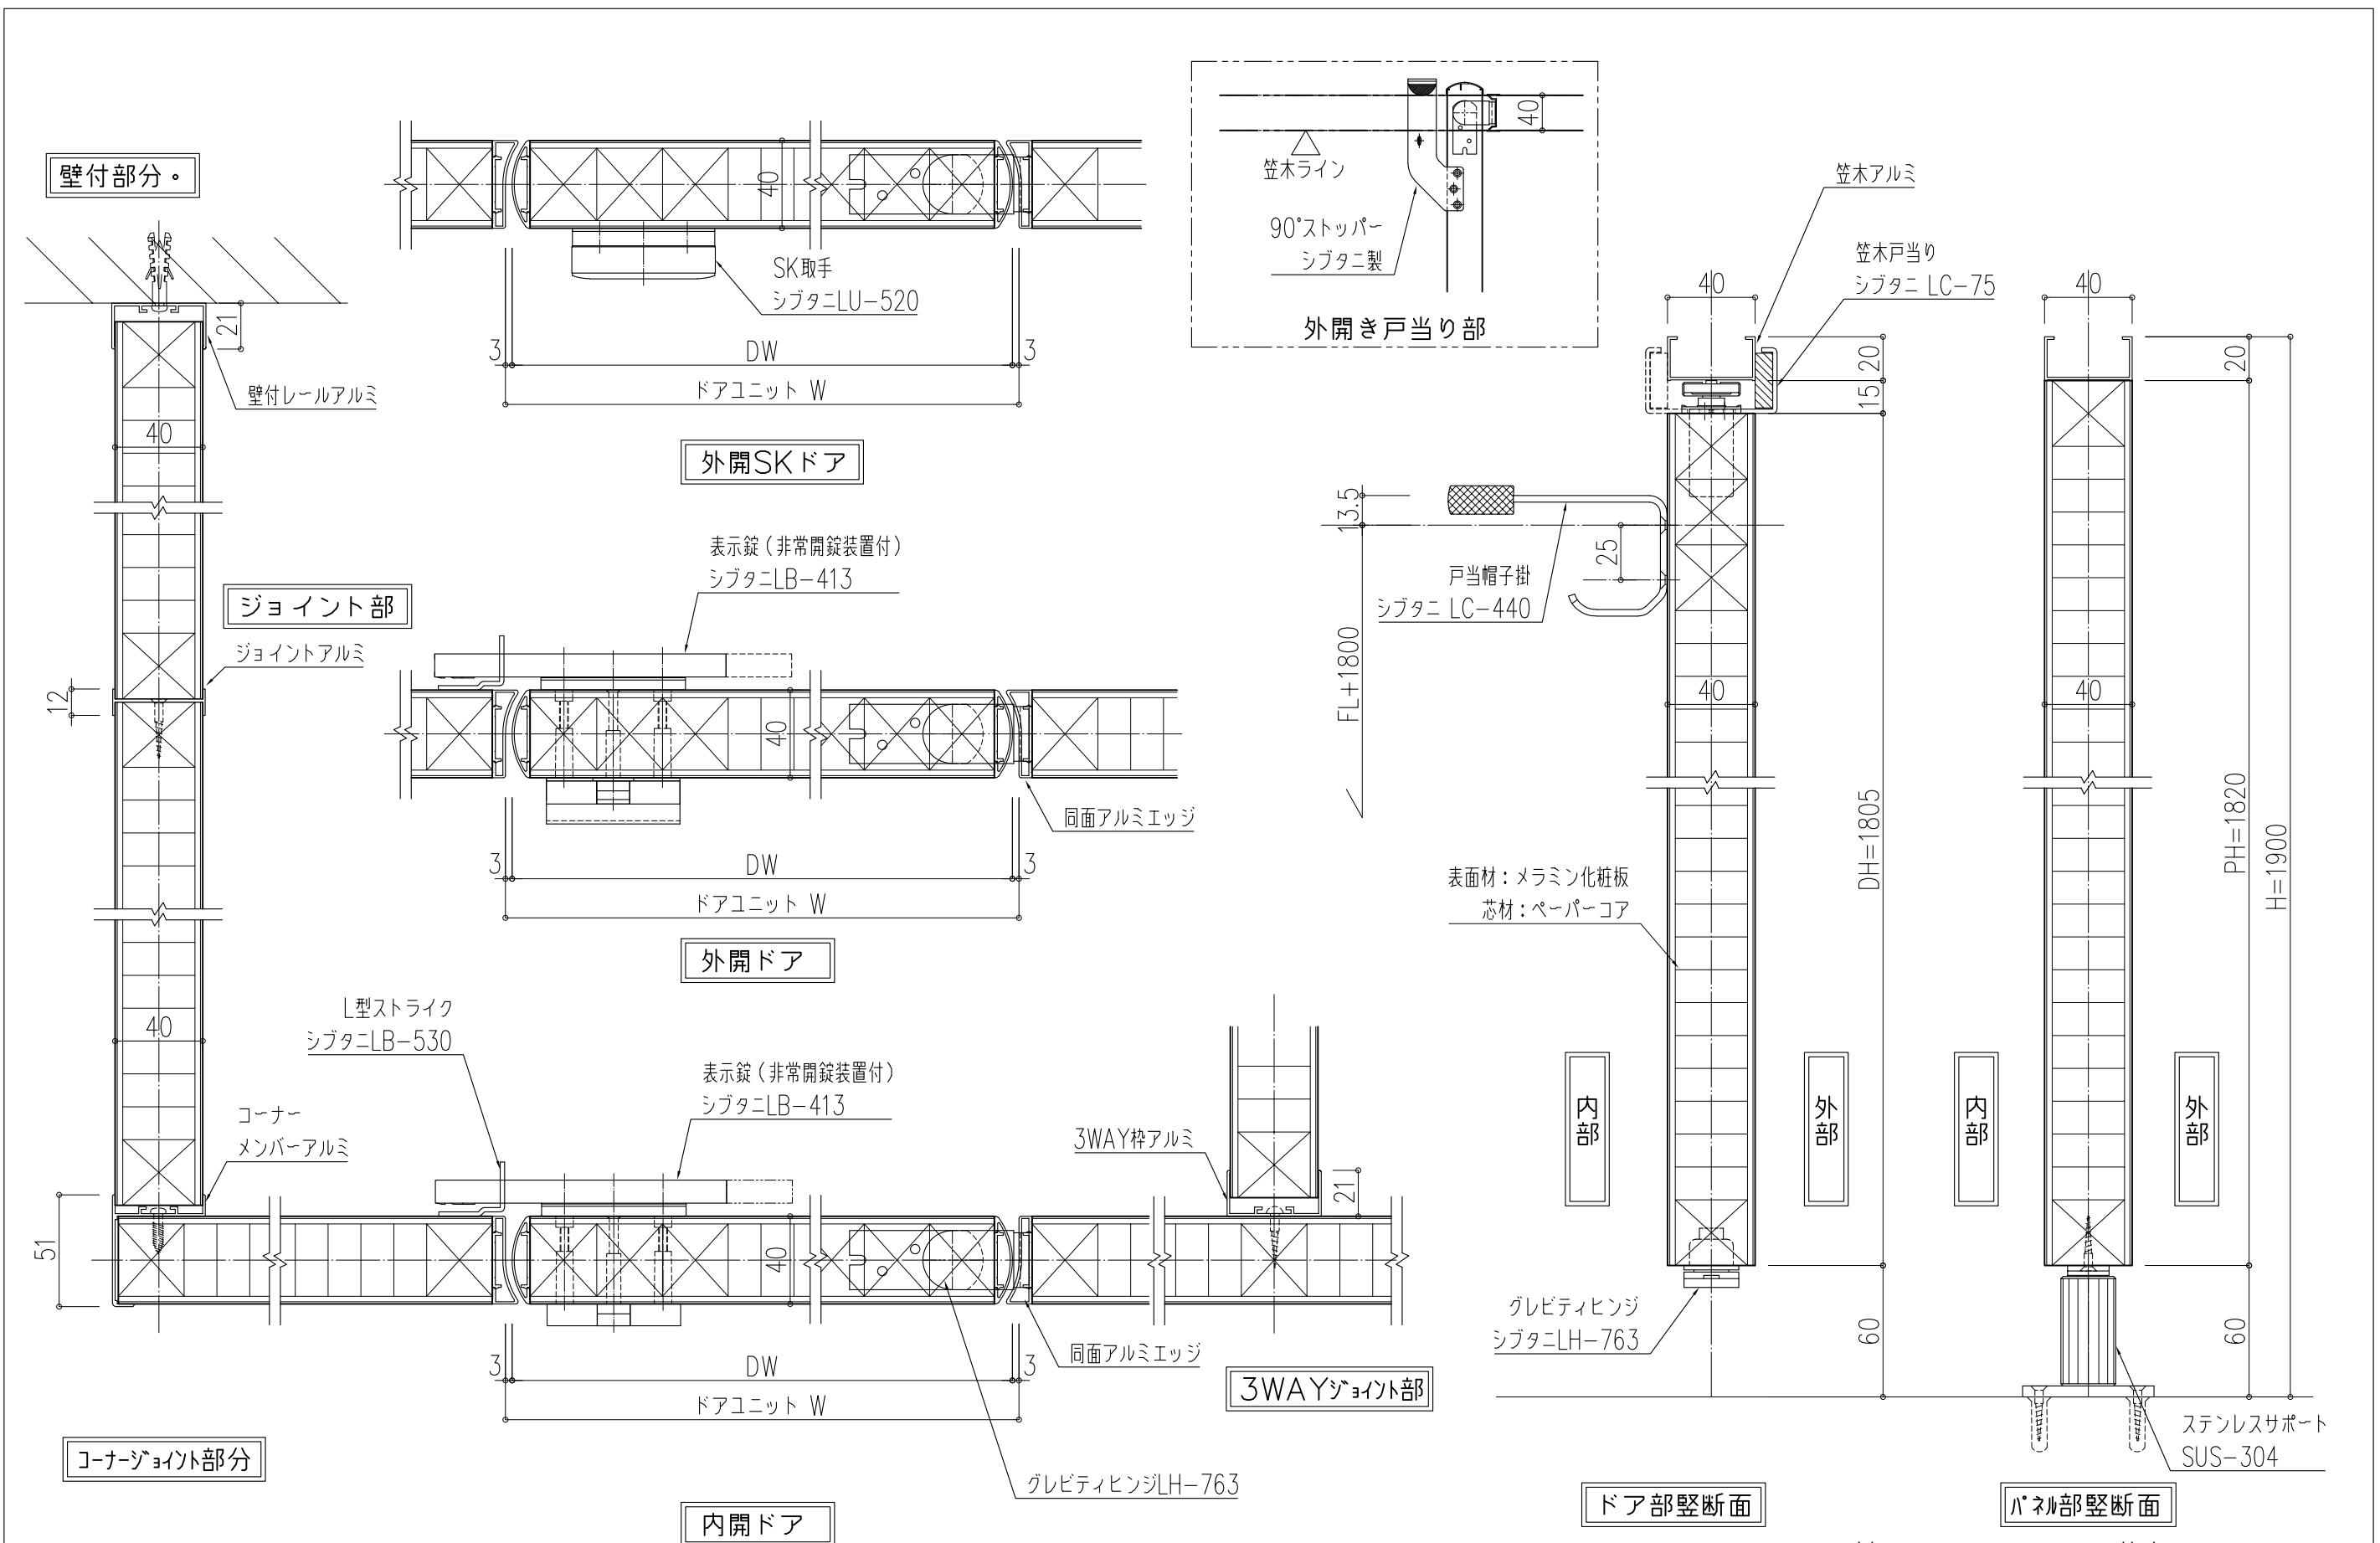 壁付部分・
21
壁付レールアルミ
40
ジョイント部
ジョイントアルミ
12
40
コーナー
メンバーアルミ
51
コーナージョイント部分
40
SK取手
シブタニLU-520
3
DW
3
ドアユニット W
外開SKドア
表示錠（非常開錠装置付）
シブタニLB-413
40
同面アルミエッジ
3
DW
3
ドアユニット W
外開ドア
L型ストライク
シブタニLB-530
表示錠（非常開錠装置付）
シブタニLB-413
40
同面アルミエッジ
3
DW
3
ドアユニット W
グレビティヒンジLH-763
内開ドア
3WAY枠アルミ
21
3WAYジョイント部
40
笠木ライン
90°ストッパー
シブタニ製
外開き戸当り部
笠木アルミ
笠木戸当り
シブタニ LC-75
40
20
15
13.5
25
戸当帽子掛
シブタニ LC-440
FL+1800
40
DH=1805
表面材：メラミン化粧板
芯材：ペーパーコア
内部
外部
グレビティヒンジ
シブタニLH-763
60
ドア部竪断面
40
20
40
PH=1820
H=1900
内部
外部
60
ステンレスサポート
SUS-304
パネル部竪断面